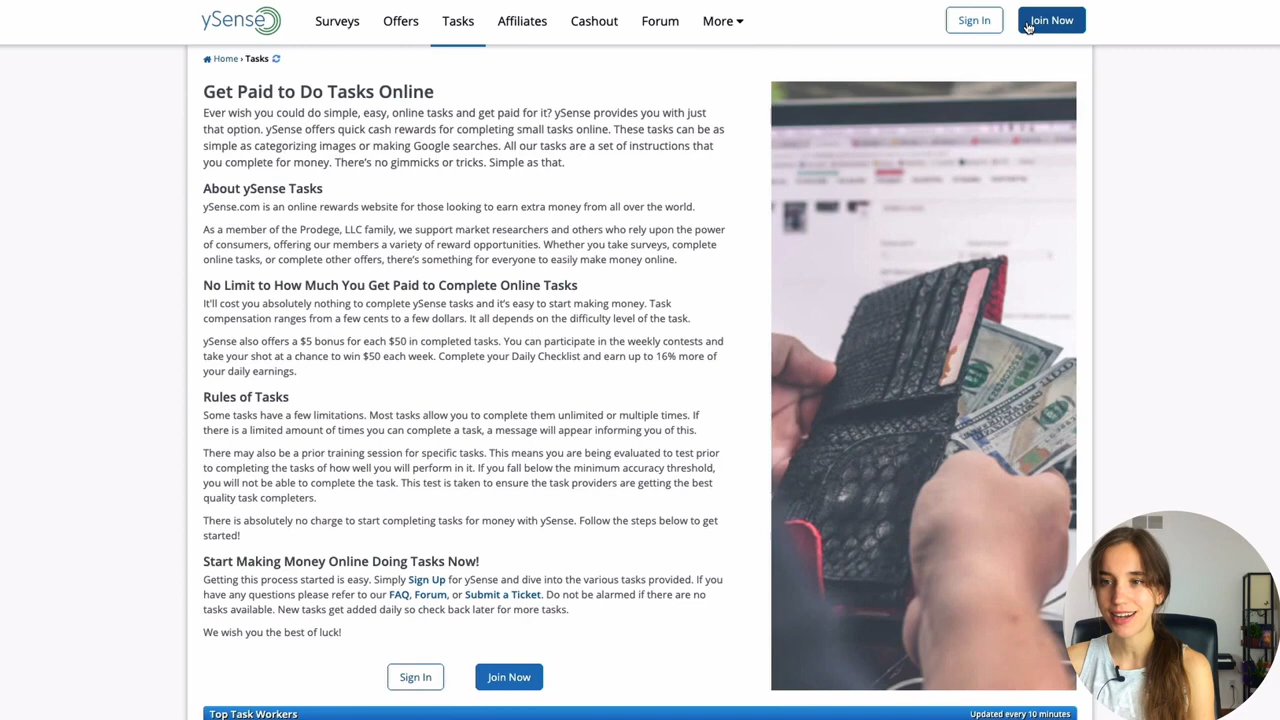 ySense
Surveys
Offers
Tasks
Affiliates
Cashout
Forum
More
Sign In
Join Now
Home › Tasks
Get Paid to Do Tasks Online
Ever wish you could do simple, easy, online tasks and get paid for it? ySense provides you with just
that option. ySense offers quick cash rewards for completing small tasks online. These tasks can be as
simple as categorizing images or making Google searches. All our tasks are a set of instructions that
you complete for money. There's no gimmicks or tricks. Simple as that.
About ySense Tasks
ySense.com is an online rewards website for those looking to earn extra money from all over the world.
As a member of the Prodege, LLC family, we support market researchers and others who rely upon the power
of consumers, offering our members a variety of reward opportunities. Whether you take surveys, complete
online tasks, or complete other offers, there's something for everyone to easily make money online.
No Limit to How Much You Get Paid to Complete Online Tasks
It'll cost you absolutely nothing to complete ySense tasks and it's easy to start making money. Task
compensation ranges from a few cents to a few dollars. It all depends on the difficulty level of the task.
ySense also offers a $5 bonus for each $50 in completed tasks. You can participate in the weekly contests and
take your shot at a chance to win $50 each week. Complete your Daily Checklist and earn up to 16% more of
your daily earnings.
Rules of Tasks
Some tasks have a few limitations. Most tasks allow you to complete them unlimited or multiple times. If
there is a limited amount of times you can complete a task, a message will appear informing you of this.
There may also be a prior training session for specific tasks. This means you are being evaluated to test prior
to completing the tasks of how well you will perform in it. If you fall below the minimum accuracy threshold,
you will not be able to complete the task. This test is taken to ensure the task providers are getting the best
quality task completers.
There is absolutely no charge to start completing tasks for money with ySense. Follow the steps below to get
started!
Start Making Money Online Doing Tasks Now!
Getting this process started is easy. Simply Sign Up for ySense and dive into the various tasks provided. If you
have any questions please refer to our FAQ, Forum, or Submit a Ticket. Do not be alarmed if there are no
tasks available. New tasks get added daily so check back later for more tasks.
We wish you the best of luck!
Sign In
Join Now
Top Task Workers
Updated every 10 minutes